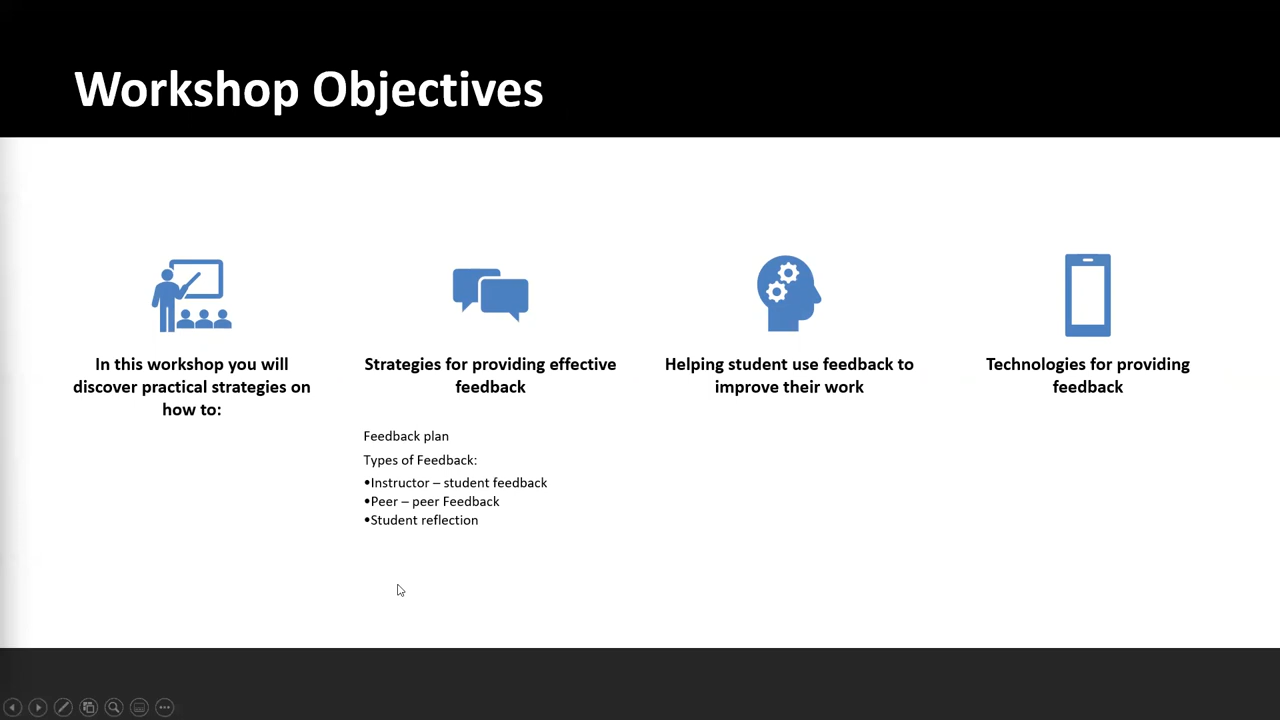 Workshop Objectives
In this workshop you will
discover practical strategies on
how to:
Strategies for providing effective
feedback
Feedback plan
Types of Feedback:
•Instructor – student feedback
•Peer – peer Feedback
•Student reflection
Helping student use feedback to
improve their work
Technologies for providing
feedback